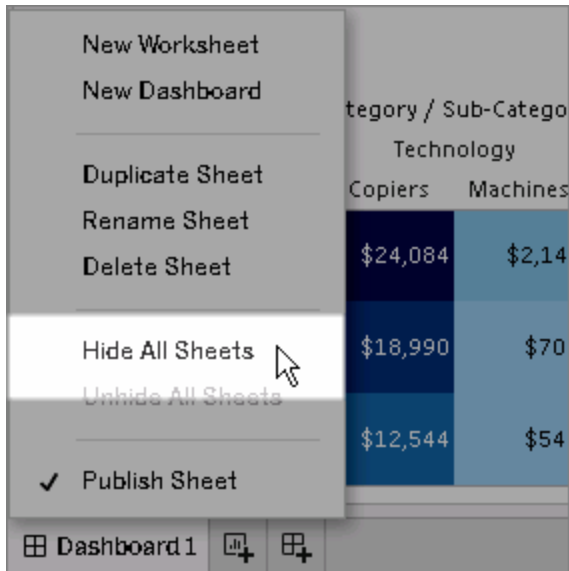 New Worksheet
New Dashboard
Duplicate Sheet
Rename Sheet
Delete Sheet
Hide All Sheets
Unhide All Sheets
✓ Publish Sheet
tegory / Sub-Catego
Technology
Copiers Machines
$24,084 $2,14
$18,990 $70
$12,544 $54
Dashboard 1